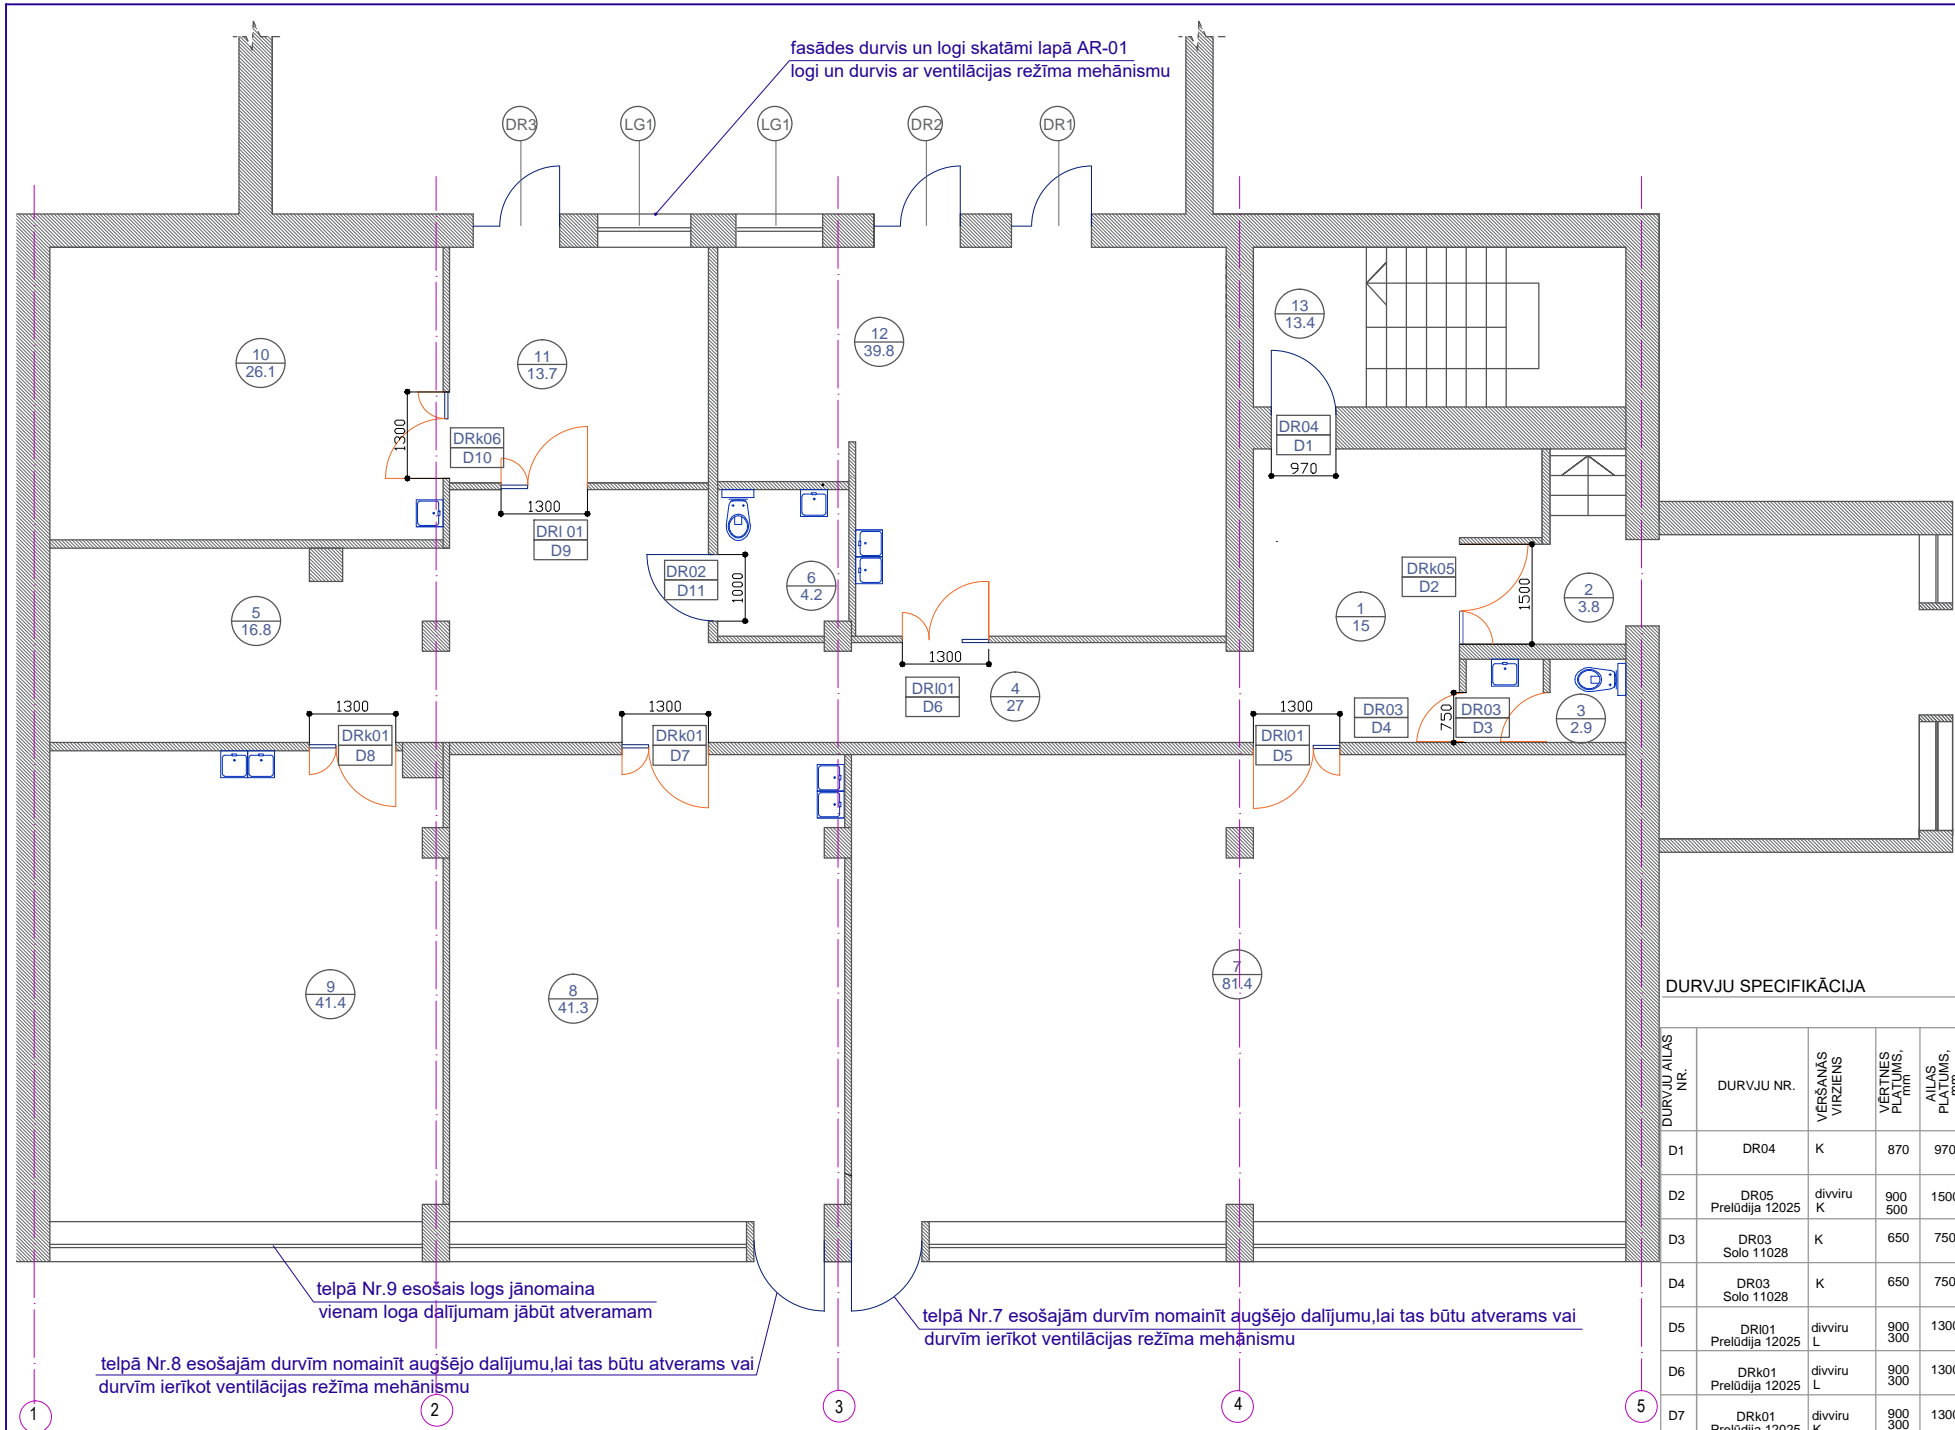 fasādes durvis un logi skatāmi lapā AR-01
logi un durvis ar ventilācijas režīma mehānismu
DR3
LG1
LG1
DR2
DR1
10
26.1
11
13.7
12
39.8
13
13.4
1300
DRk06
D10
DR04
D1
970
1300
DRI 01
D9
DR02
D11
1000
6
4.2
5
16.8
DRk05
D2
1500
2
3.8
1
15
1300
DRI01
D6
4
27
1300
DRk01
D8
1300
DRk01
D7
1300
DRI01
D5
DR03
D4
750
DR03
D3
3
2.9
9
41.4
8
41.3
7
81.4
telpā Nr.9 esošais logs jānomaina
vienam loga dalījumam jābūt atveramam
telpā Nr.7 esošajām durvīm nomainīt augšējo dalījumu,lai tas būtu atverams vai
durvīm ierīkot ventilācijas režīma mehānismu
telpā Nr.8 esošajām durvīm nomainīt augšējo dalījumu,lai tas būtu atverams vai
durvīm ierīkot ventilācijas režīma mehānismu
1
2
3
4
5
DURVJU SPECIFIKĀCIJA
DURVJU AILAS
NR.
DURVJU NR.
VĒRŠANĀS
VIRZIENS
VĒRTNES
PLATUMS,
mm
AILAS
PLATUMS,
mm
D1
DR04
K
870
970
D2
DR05
Prelūdija 12025
divviru
K
900
500
1500
D3
DR03
Solo 11028
K
650
750
D4
DR03
Solo 11028
K
650
750
D5
DRI01
Prelūdija 12025
divviru
L
900
300
1300
D6
DRk01
Prelūdija 12025
divviru
L
900
300
1300
D7
DRk01
Prelūdija 12025
divviru
K
900
300
1300